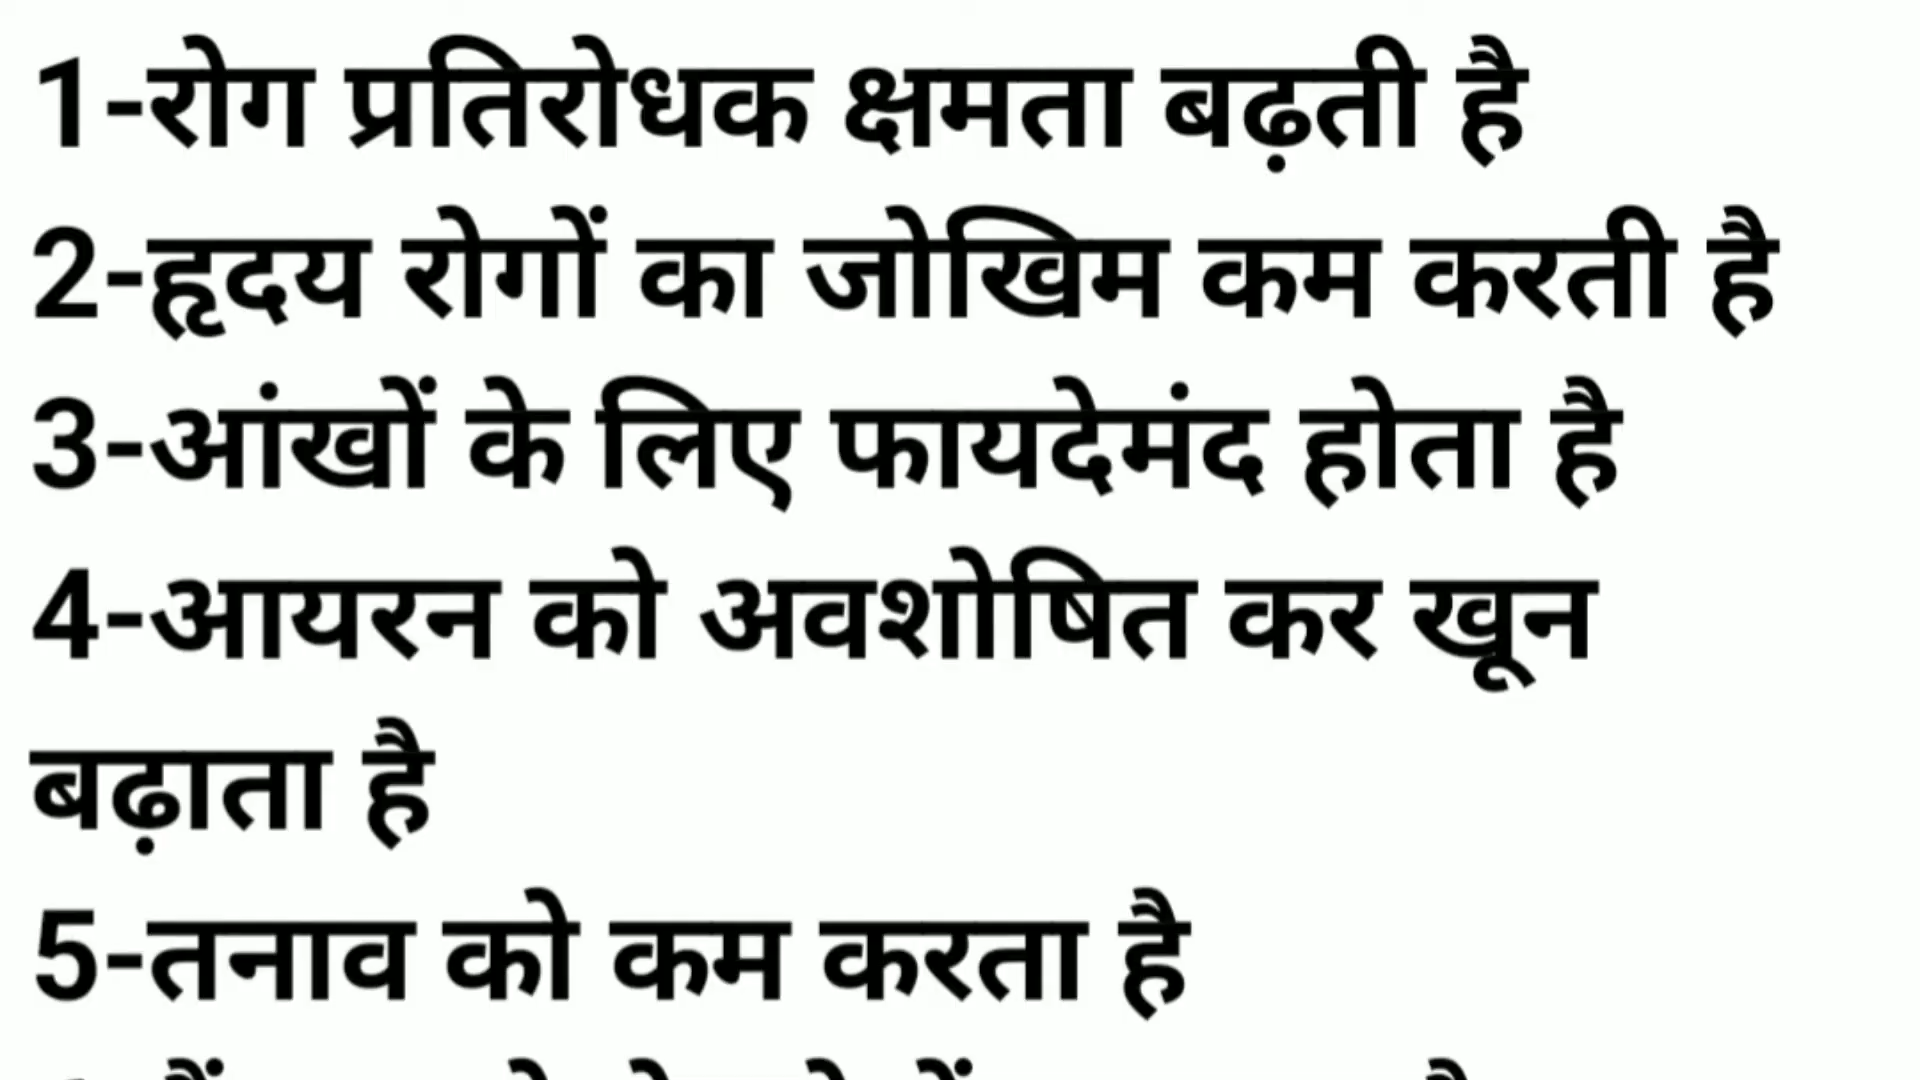 1-रोग प्रतिरोधक क्षमता बढ़ती है
2-हृदय रोगों का जोखिम कम करती है
3-आंखों के लिए फायदेमंद होता है
4-आयरन को अवशोषित कर खून
बढ़ाता है
5-तनाव को कम करता है